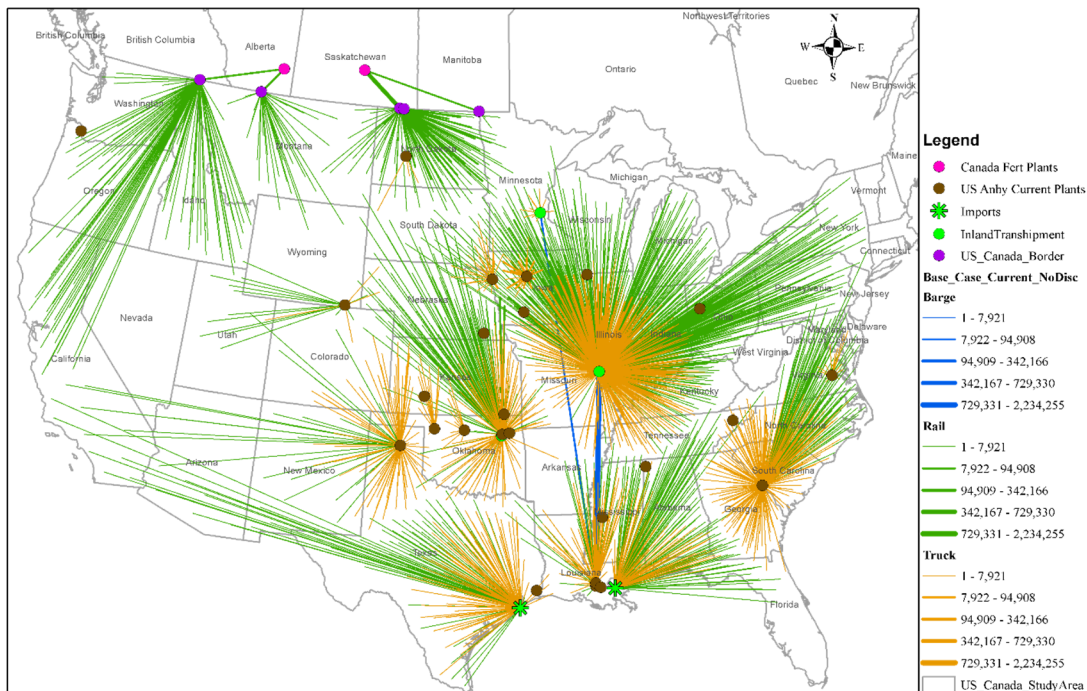 Northwest Territories
British Columbia
British Columbia
Alberta
Saskatchewan
Manitoba
Ontario
Quebec
New Brunswick
N
W
E
S
Washington
Montana
North Dakota
Minnesota
Michigan
Maine
Oregon
Idaho
Vermont
South Dakota
Wisconsin
Michigan
New York
Connecticut
Wyoming
Iowa
Pennsylvania
New Jersey
Nebraska
Nevada
Utah
Illinois
Indiana
Ohio
Maryland
Delaware
District of Columbia
California
Colorado
West Virginia
Kansas
Missouri
Kentucky
Virginia
Arizona
New Mexico
Oklahoma
Arkansas
Tennessee
North Carolina
South Carolina
Mississippi
Alabama
Georgia
Texas
Louisiana
Florida
Legend
Canada Fert Plants
US Anhy Current Plants
Imports
InlandTranshipment
US_Canada_Border
Base_Case_Current_NoDisc
Barge
1 - 7,921
7,922 - 94,908
94,909 - 342,166
342,167 - 729,330
729,331 - 2,234,255
Rail
1 - 7,921
7,922 - 94,908
94,909 - 342,166
342,167 - 729,330
729,331 - 2,234,255
Truck
1 - 7,921
7,922 - 94,908
94,909 - 342,166
342,167 - 729,330
729,331 - 2,234,255
US_Canada_StudyArea